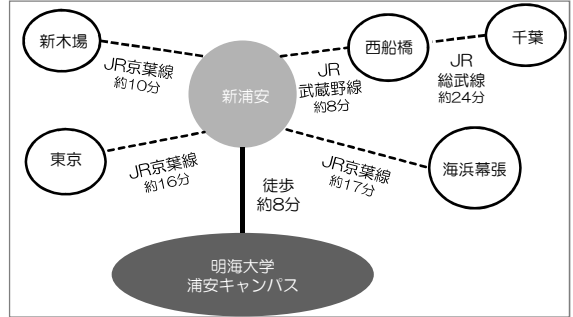 新木場
JR京葉線
約10分
新浦安
JR
武蔵野線
約8分
西船橋
JR
総武線
約24分
千葉
東京
JR京葉線
約16分
徒歩
約8分
JR京葉線
約17分
海浜幕張
明海大学
浦安キャンパス